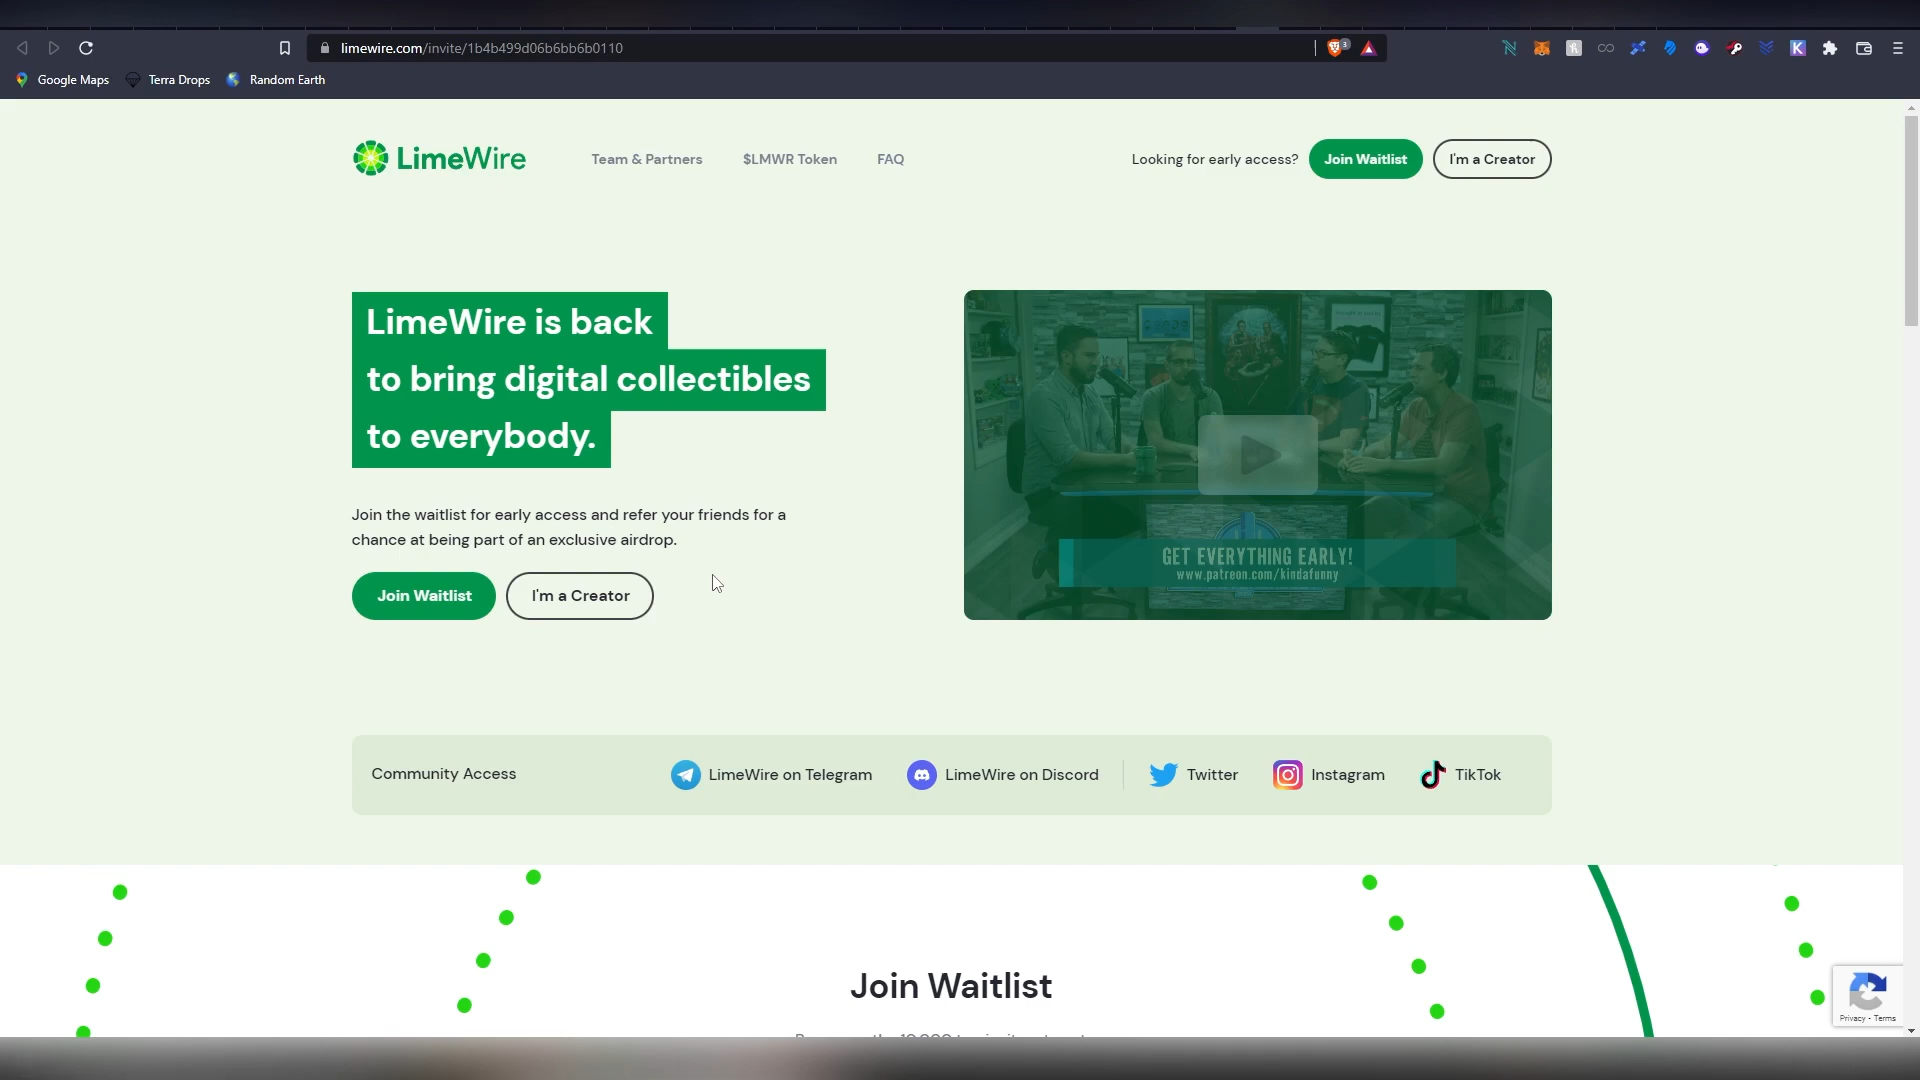 limewire.com/invite/1b4b499d06b6bb6b0110
3
Google Maps
Terra Drops
Random Earth
LimeWire
Team & Partners
$LMWR Token
FAQ
Looking for early access?
Join Waitlist
I'm a Creator
LimeWire is back
to bring digital collectibles
to everybody.
Join the waitlist for early access and refer your friends for a
chance at being part of an exclusive airdrop.
Join Waitlist
I'm a Creator
GET EVERYTHING EARLY!
www.patreon.com/kindafunny
Community Access
LimeWire on Telegram
LimeWire on Discord
Twitter
Instagram
TikTok
Join Waitlist
Privacy - Terms